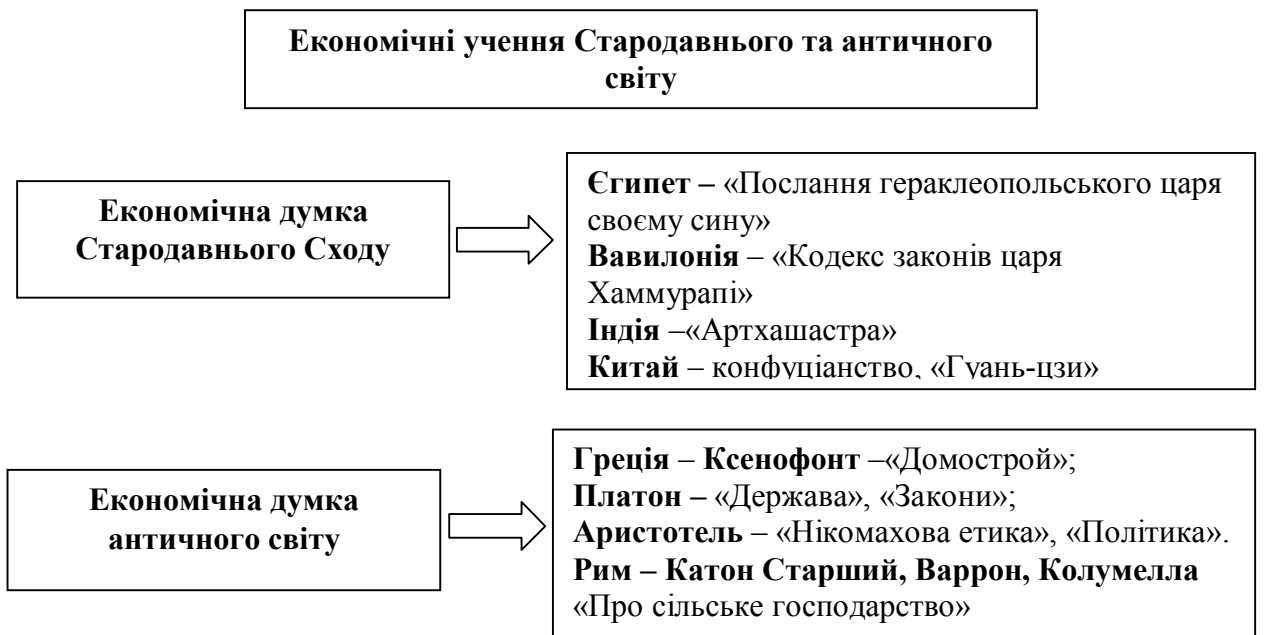 Економічні учення Стародавнього та античного
світу
Економічна думка
Стародавнього Сходу
Єгипет – «Послання гераклеопольського царя
своєму сину»
Вавилонія – «Кодекс законів царя
Хаммурапі»
Індія –«Артхашастра»
Китай – конфуціанство, «Гуань-цзи»
Економічна думка
античного світу
Греція – Ксенофонт –«Домострой»;
Платон – «Держава», «Закони»;
Аристотель – «Нікомахова етика», «Політика».
Рим – Катон Старший, Варрон, Колумелла
«Про сільське господарство»